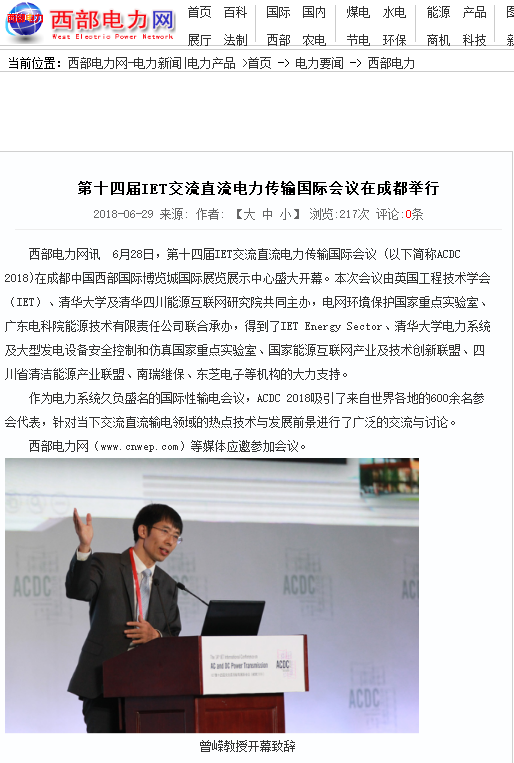 西部电力网
West Electric Power Network
首页 百科 国际 国内 煤电 水电 能源 产品
展厅 法制 西部 农电 节电 环保 商机 科技
当前位置：西部电力网-电力新闻|电力产品 >首页 -> 电力要闻 -> 西部电力
第十四届IET交流直流电力传输国际会议在成都举行
2018-06-29 来源: 作者: 【大 中 小】 浏览:217次 评论:0条
西部电力网讯 6月28日，第十四届IET交流直流电力传输国际会议（以下简称ACDC
2018)在成都中国西部国际博览城国际展览展示中心盛大开幕。本次会议由英国工程技术学会
（IET）、清华大学及清华四川能源互联网研究院共同主办，电网环境保护国家重点实验室、
广东电科院能源技术有限责任公司联合承办，得到了IET Energy Sector、清华大学电力系统
及大型发电设备安全控制和仿真国家重点实验室、国家能源互联网产业及技术创新联盟、四
川省清洁能源产业联盟、南瑞继保、东芝电子等机构的大力支持。
作为电力系统久负盛名的国际性输电会议，ACDC 2018吸引了来自世界各地的600余名参
会代表，针对当下交流直流输电领域的热点技术与发展前景进行了广泛的交流与讨论。
西部电力网（www.cnwep.com）等媒体应邀参加会议。
ACDC
ACDC
ACDC
ACDC
AC and DC Power Transmission
ACDC
曾嵘教授开幕致辞